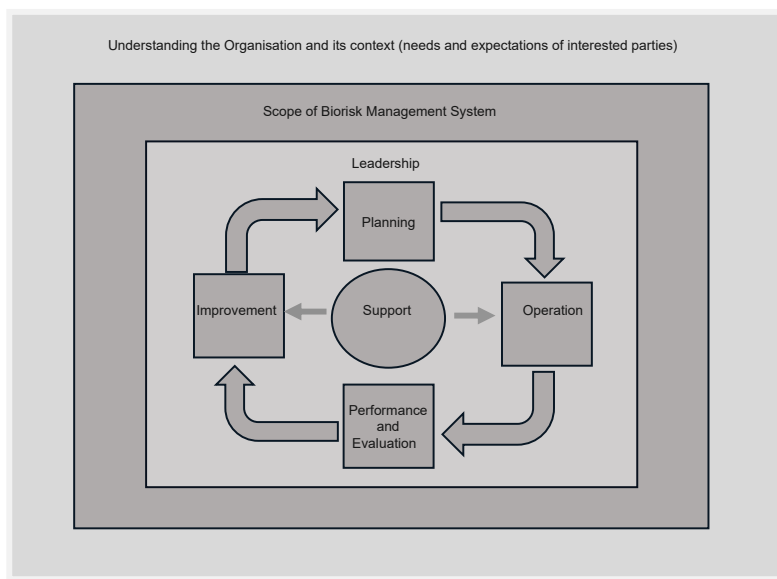 Understanding the Organisation and its context (needs and expectations of interested parties)
Scope of Biorisk Management System
Leadership
Planning
Improvement
Support
Operation
Performance
and
Evaluation